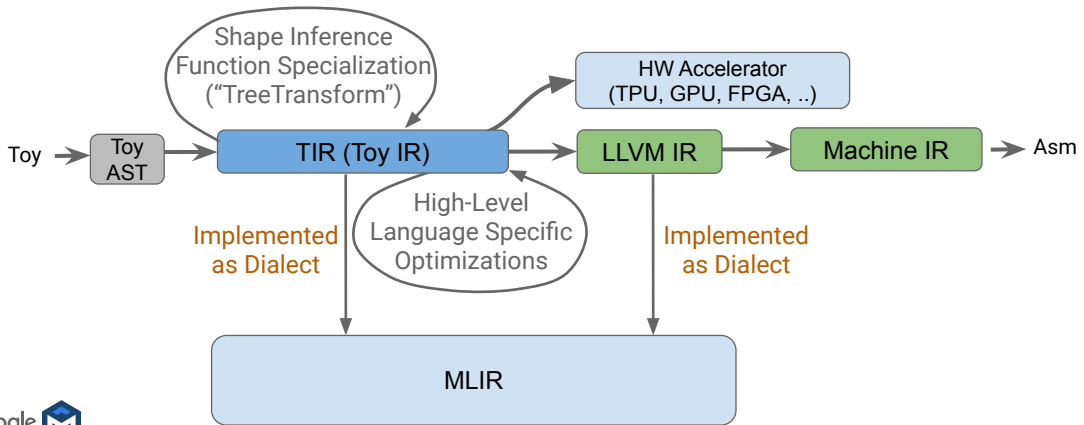 Shape Inference
Function Specialization
(“TreeTransform”)
HW Accelerator
(TPU, GPU, FPGA, ..)
Toy
Toy
AST
TIR (Toy IR)
LLVM IR
Machine IR
Asm
High-Level
Language Specific
Optimizations
Implemented
as Dialect
Implemented
as Dialect
MLIR